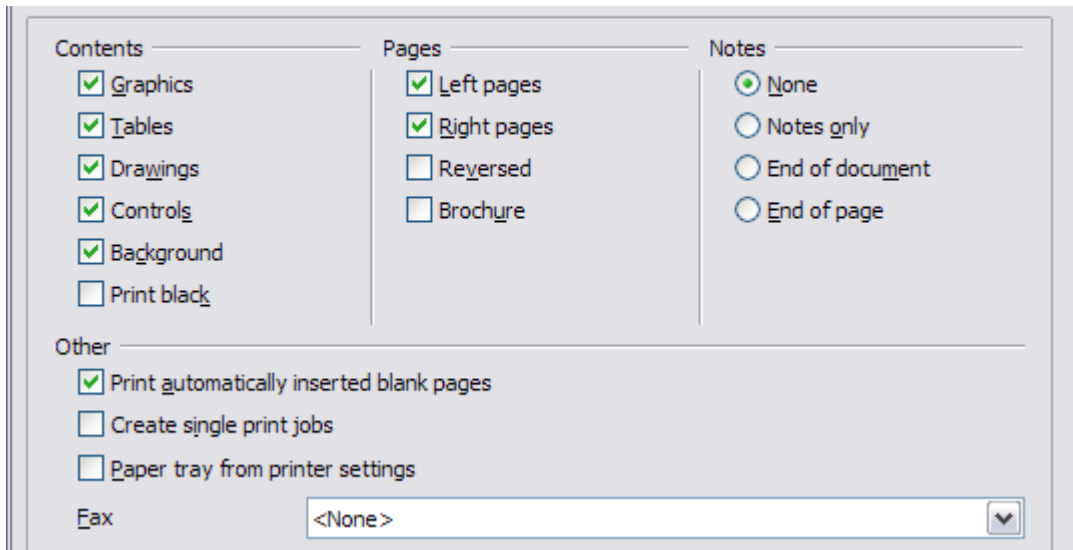 Contents
Graphics
Tables
Drawings
Controls
Background
Print black
Pages
Left pages
Right pages
Reversed
Brochure
Notes
None
Notes only
End of document
End of page
Other
Print automatically inserted blank pages
Create single print jobs
Paper tray from printer settings
Fax
<None>